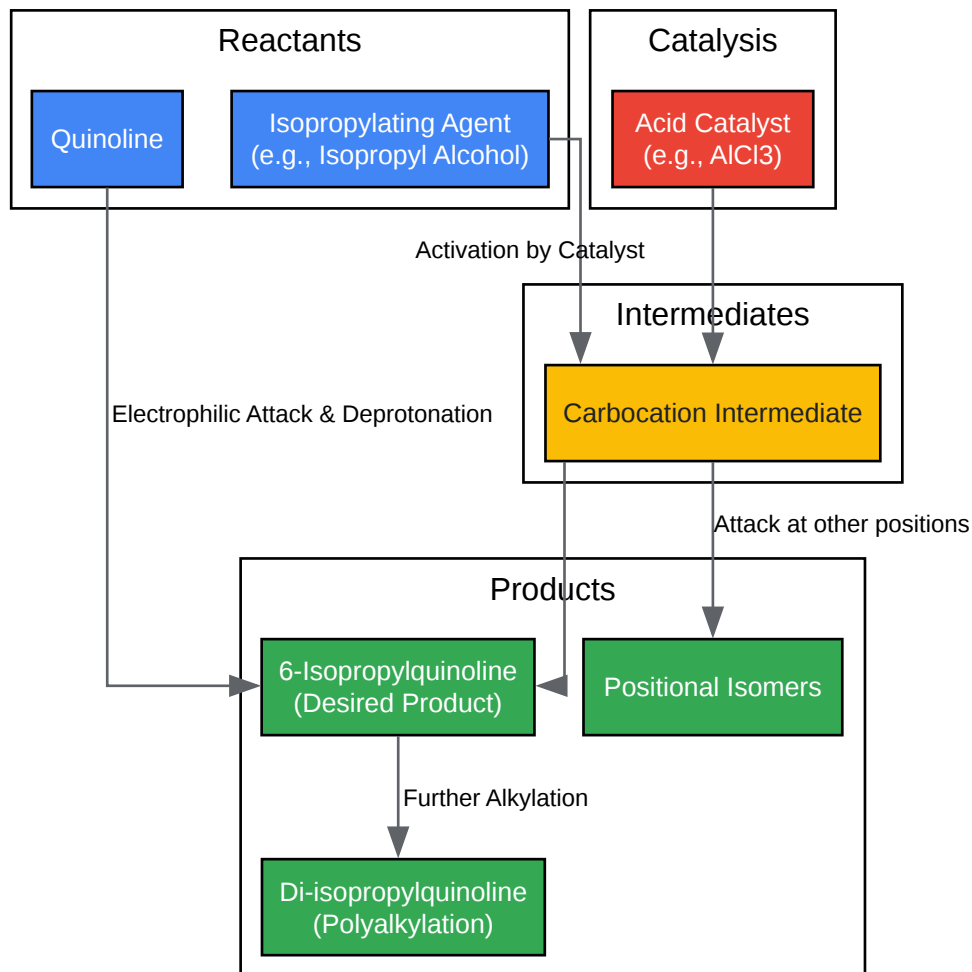 Reactants
Catalysis
Quinoline
Isopropylating Agent
(e.g., Isopropyl Alcohol)
Acid Catalyst
(e.g., AlCl3)
Activation by Catalyst
Intermediates
Electrophilic Attack & Deprotonation
Carbocation Intermediate
Attack at other positions
Products
6-Isopropylquinoline
(Desired Product)
Positional Isomers
Further Alkylation
Di-isopropylquinoline
(Polyalkylation)